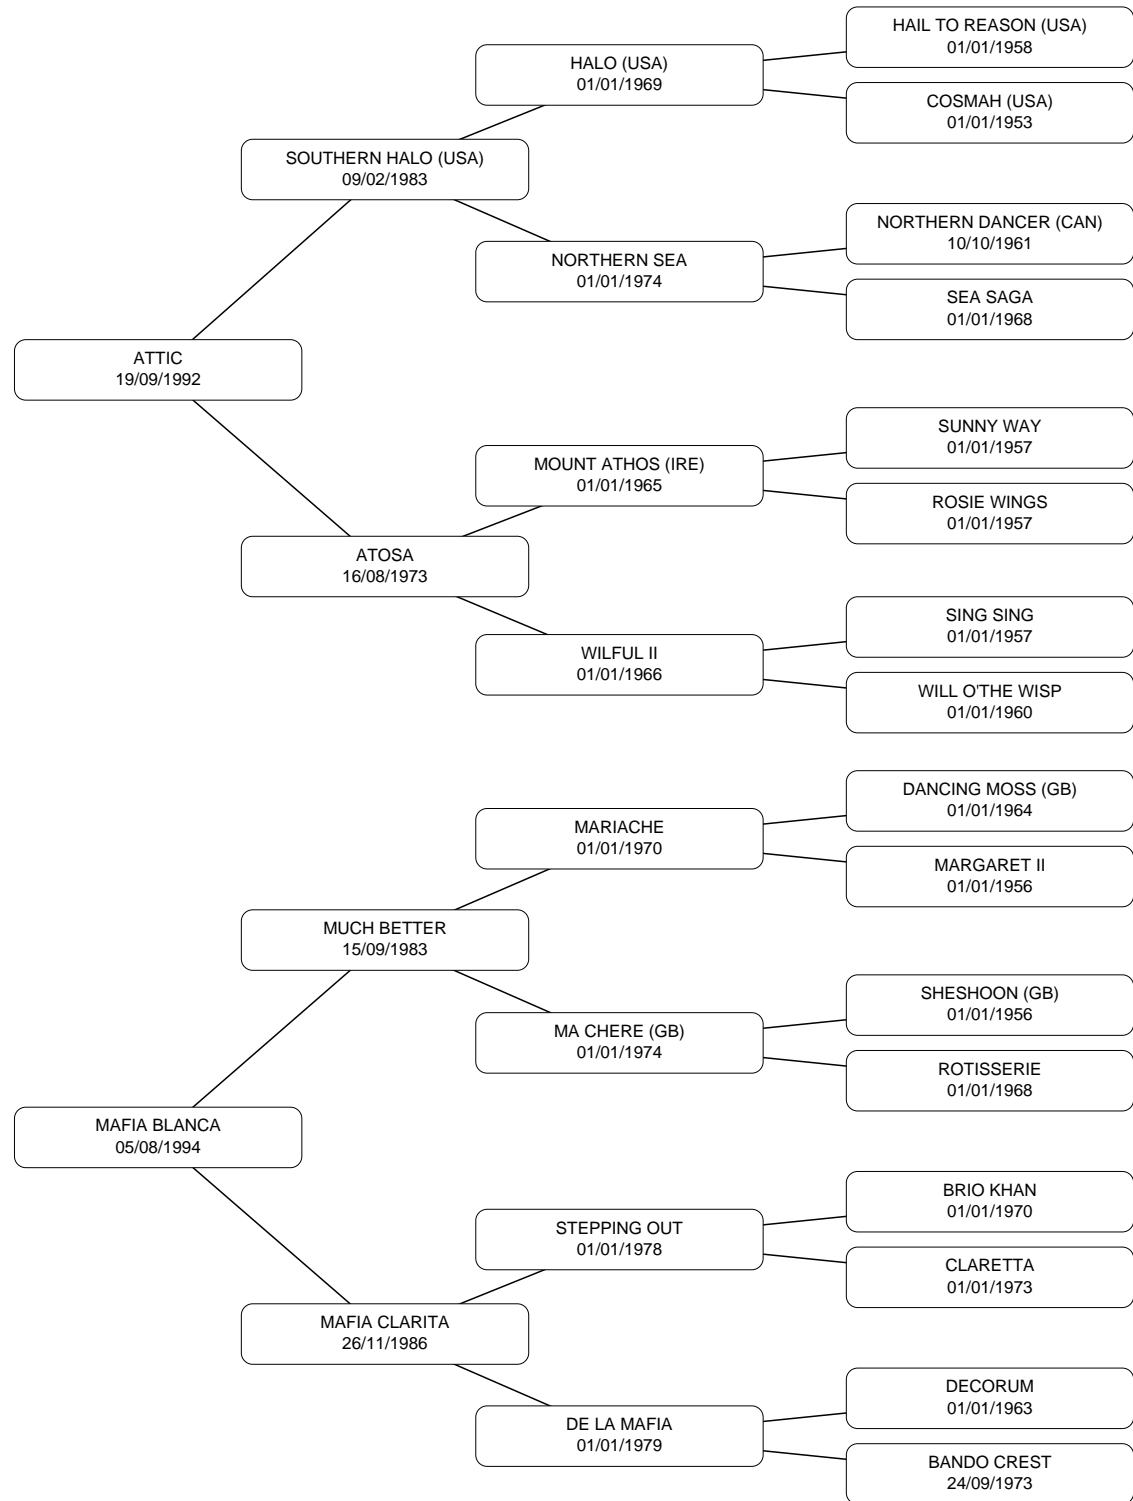 HAIL TO REASON (USA)
01/01/1958
HALO (USA)
01/01/1969
COSMAH (USA)
01/01/1953
SOUTHERN HALO (USA)
09/02/1983
NORTHERN DANCER (CAN)
10/10/1961
NORTHERN SEA
01/01/1974
SEA SAGA
01/01/1968
ATTIC
19/09/1992
SUNNY WAY
01/01/1957
MOUNT ATHOS (IRE)
01/01/1965
ROSIE WINGS
01/01/1957
ATOSA
16/08/1973
SING SING
01/01/1957
WILFUL II
01/01/1966
WILL O'THE WISP
01/01/1960
DANCING MOSS (GB)
01/01/1964
MARIACHE
01/01/1970
MARGARET II
01/01/1956
MUCH BETTER
15/09/1983
SHESHOON (GB)
01/01/1956
MA CHERE (GB)
01/01/1974
ROTISSERIE
01/01/1968
MAFIA BLANCA
05/08/1994
BRIO KHAN
01/01/1970
STEPPING OUT
01/01/1978
CLARETTA
01/01/1973
MAFIA CLARITA
26/11/1986
DECORUM
01/01/1963
DE LA MAFIA
01/01/1979
BANDO CREST
24/09/1973